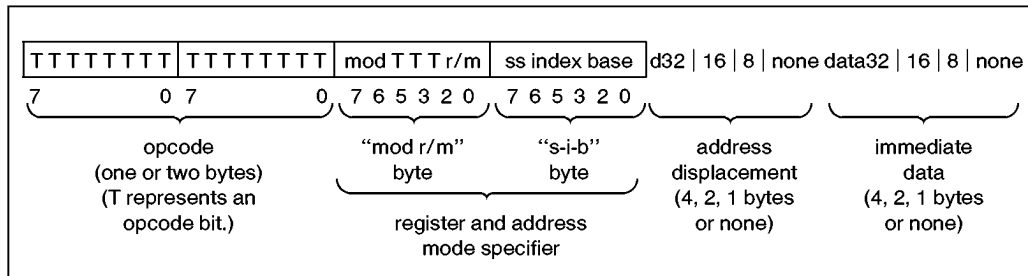 T T T T T T T T T T T T T T T T mod T T T r/m ss index base d32 | 16 | 8 | none data32 | 16 | 8 | none
7 0 7 0 7 6 5 3 2 0 7 6 5 3 2 0
opcode
(one or two bytes)
(T represents an
opcode bit.)
“mod r/m”
byte
“s-i-b”
byte
register and address
mode specifier
address
displacement
(4, 2, 1 bytes
or none)
immediate
data
(4, 2, 1 bytes
or none)